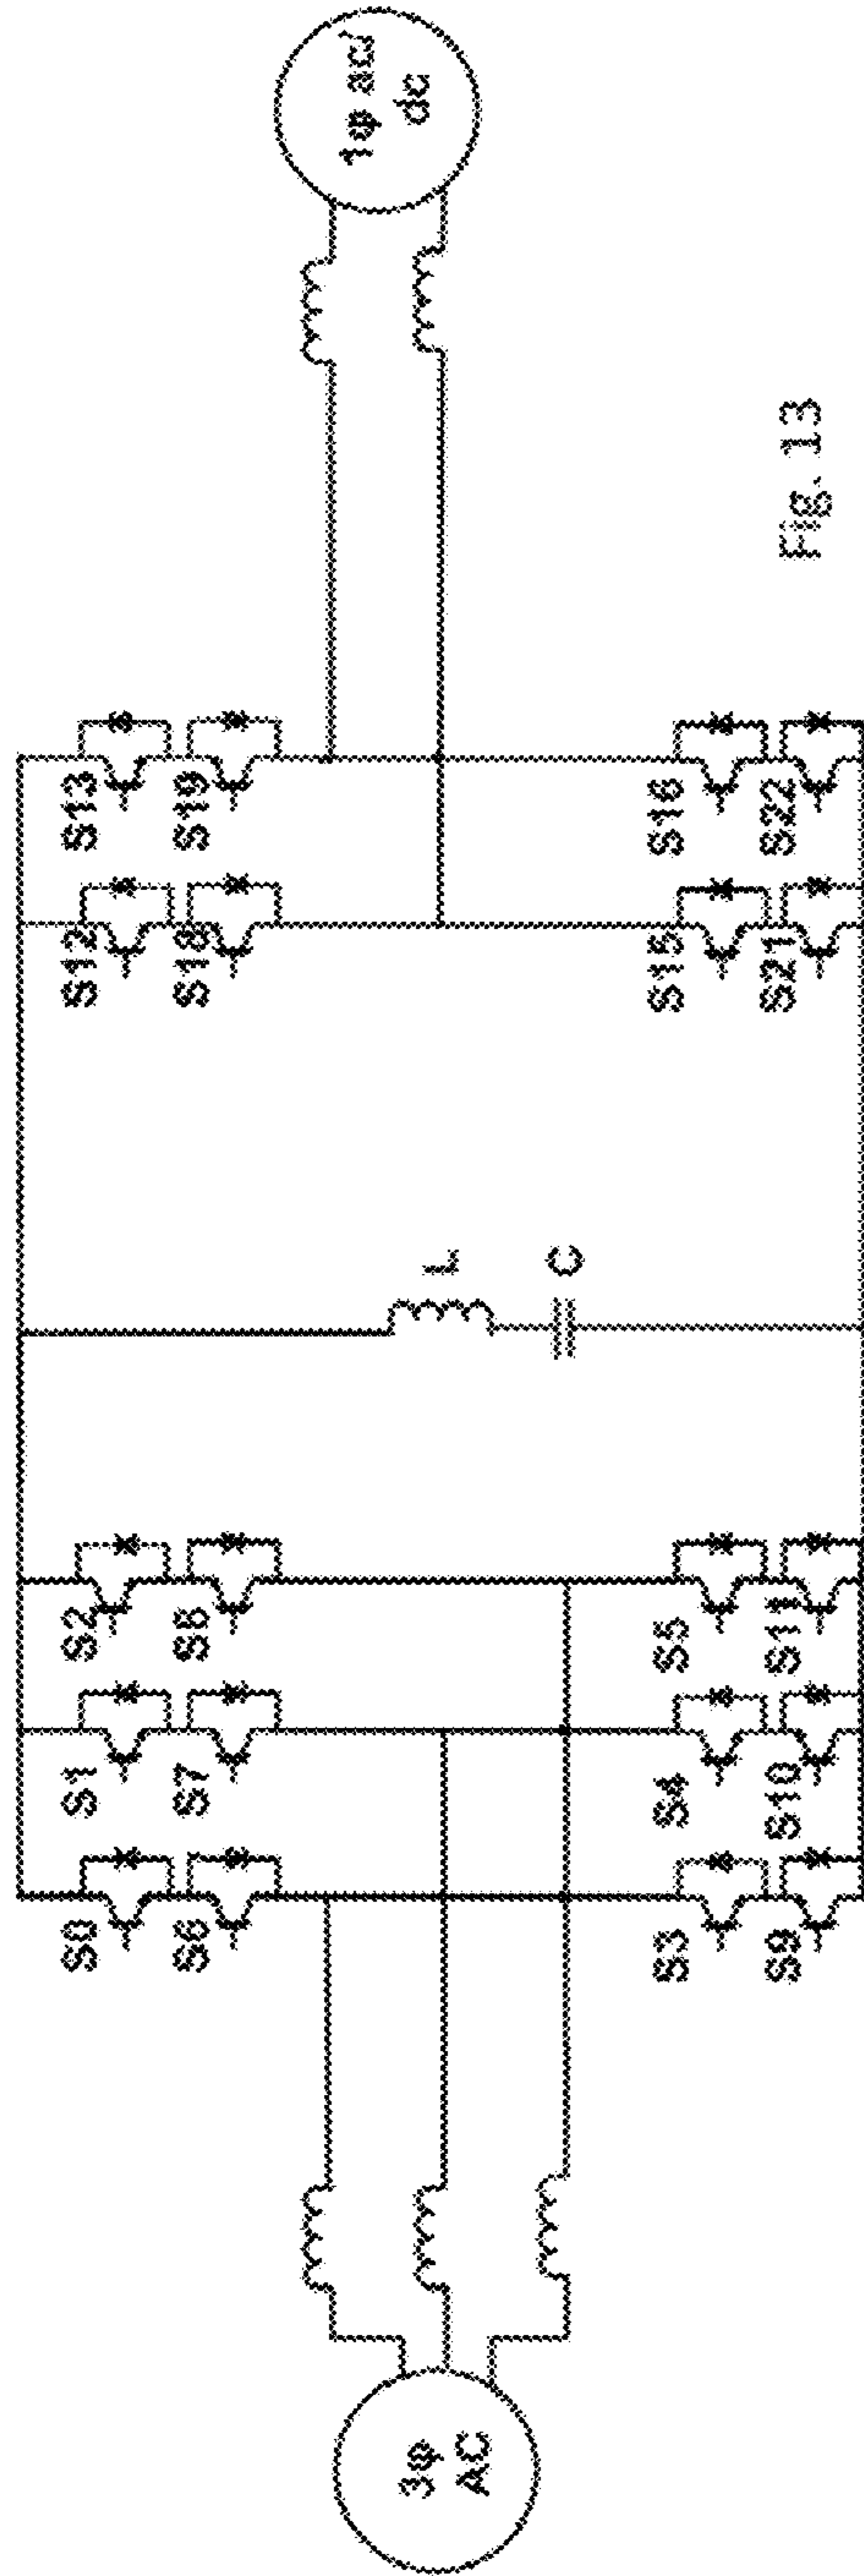 3φ
AC
S0
S1
S2
S6
S7
S8
S3
S4
S5
S9
S10
S11
L
C
S12
S13
S18
S19
S15
S16
S21
S22
1φ ac/
dc
Fig. 13